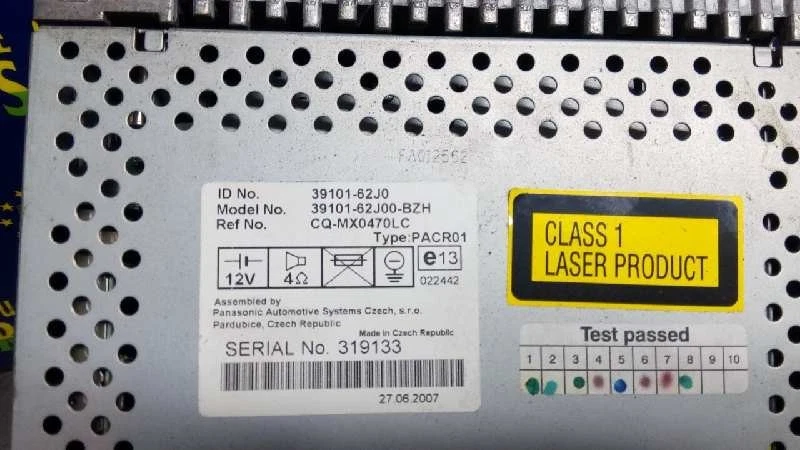 FA012562
ID No. 39101-62J0
Model No. 39101-62J00-BZH
Ref No. CQ-MX0470LC
Type:PACR01
12V 4Ω e13
022442
Assembled by
Panasonic Automotive Systems Czech, s.r.o.
Pardubice, Czech Republic
Made in Czech Republic
SERIAL No. 319133
27.06.2007
CLASS 1
LASER PRODUCT
Test passed
1 2 3 4 5 6 7 8 9 10